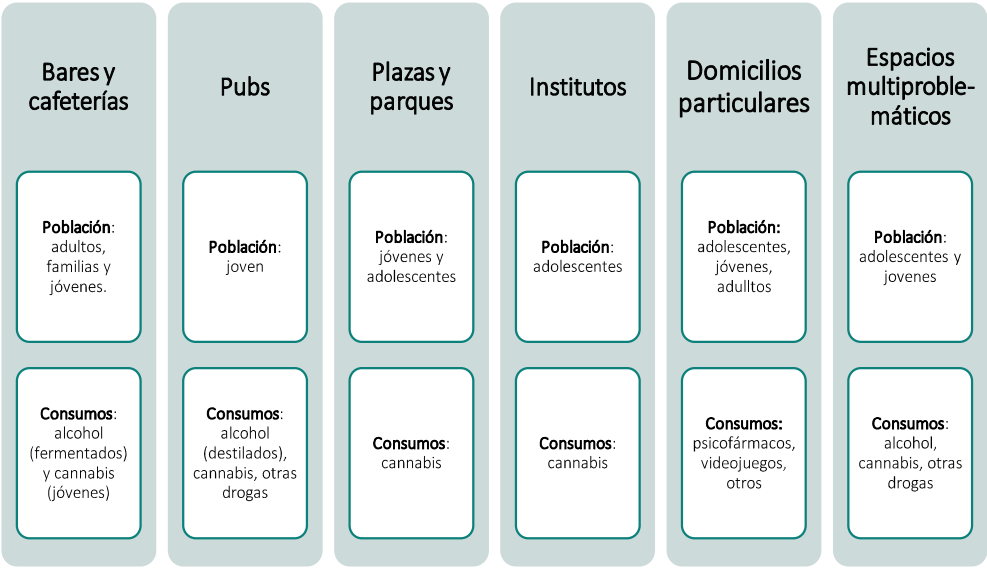 Bares y
cafeterías
Población:
adultos,
familias y
jóvenes.
Consumos:
alcohol
(fermentados)
y cannabis
(jóvenes)
Pubs
Población:
joven
Consumos:
alcohol
(destilados),
cannabis, otras
drogas
Plazas y
parques
Población:
jóvenes y
adolescentes
Consumos:
cannabis
Institutos
Población:
adolescentes
Consumos:
cannabis
Domicilios
particulares
Población:
adolescentes,
jóvenes,
adulltos
Consumos:
psicofármacos,
videojuegos,
otros
Espacios
multiproble-
máticos
Población:
adolescentes y
jovenes
Consumos:
alcohol,
cannabis, otras
drogas